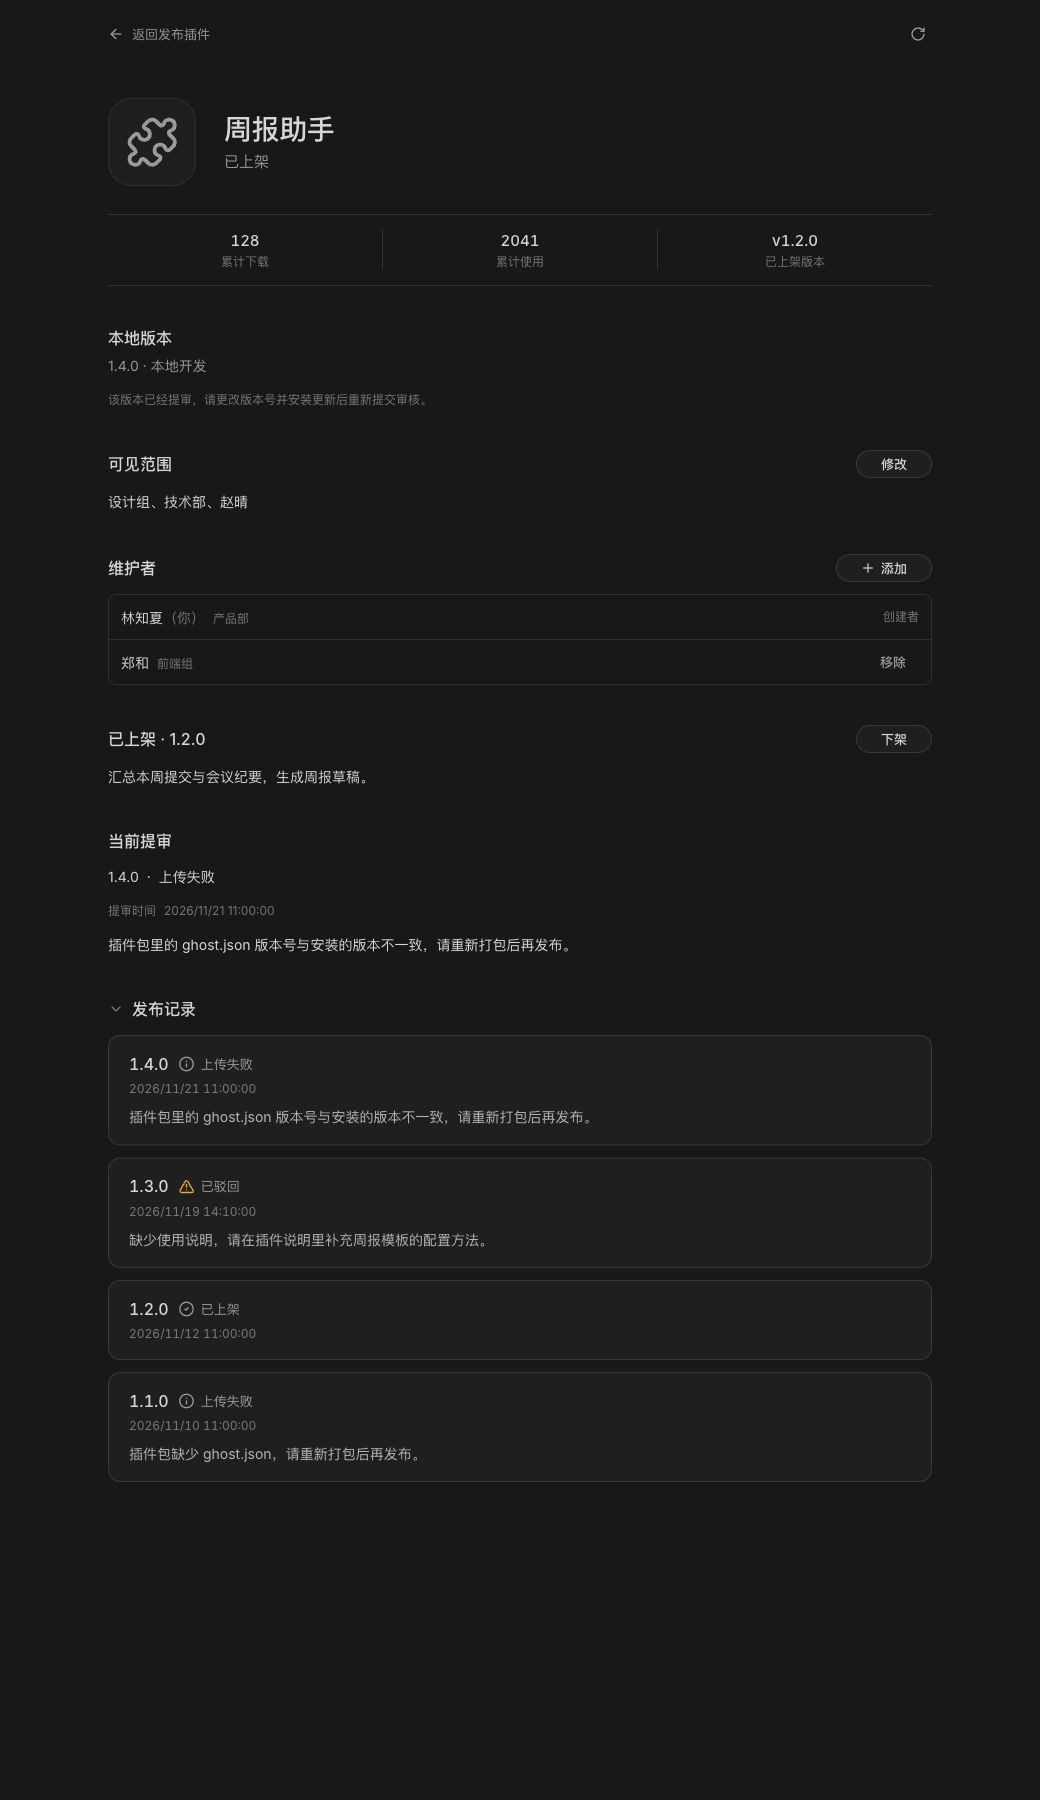 返回发布插件
周报助手
已上架
128
累计下载
2041
累计使用
v1.2.0
已上架版本
本地版本
1.4.0 · 本地开发
该版本已经提审，请更改版本号并安装更新后重新提交审核。
可见范围
修改
设计组、技术部、赵晴
维护者
添加
林知夏（你） 产品部
创建者
郑和 前端组
移除
已上架 · 1.2.0
下架
汇总本周提交与会议纪要，生成周报草稿。
当前提审
1.4.0 · 上传失败
提审时间 2026/11/21 11:00:00
插件包里的 ghost.json 版本号与安装的版本不一致，请重新打包后再发布。
发布记录
1.4.0 上传失败
2026/11/21 11:00:00
插件包里的 ghost.json 版本号与安装的版本不一致，请重新打包后再发布。
1.3.0 已驳回
2026/11/19 14:10:00
缺少使用说明，请在插件说明里补充周报模板的配置方法。
1.2.0 已上架
2026/11/12 11:00:00
1.1.0 上传失败
2026/11/10 11:00:00
插件包缺少 ghost.json，请重新打包后再发布。